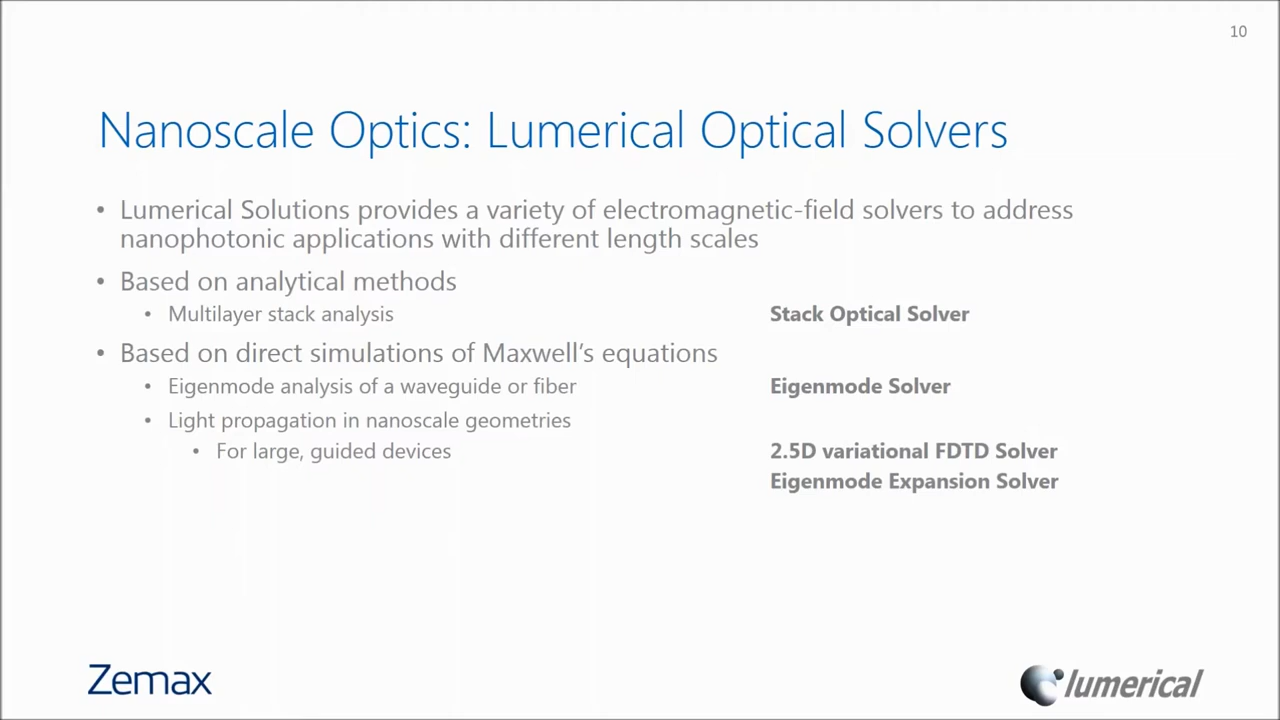 10
Nanoscale Optics: Lumerical Optical Solvers
• Lumerical Solutions provides a variety of electromagnetic-field solvers to address
nanophotonic applications with different length scales
• Based on analytical methods
• Multilayer stack analysis Stack Optical Solver
• Based on direct simulations of Maxwell’s equations
• Eigenmode analysis of a waveguide or fiber Eigenmode Solver
• Light propagation in nanoscale geometries
• For large, guided devices 2.5D variational FDTD Solver
Eigenmode Expansion Solver
Zemax lumerical